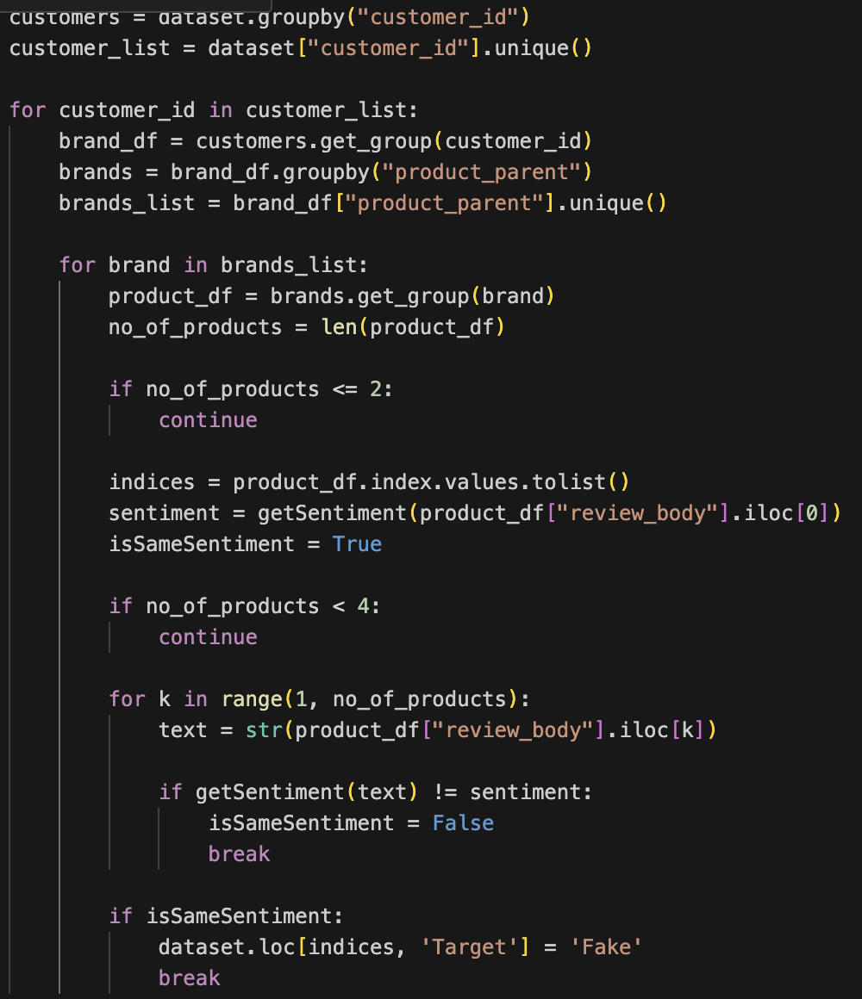 customers = dataset.groupby("customer_id")
customer_list = dataset["customer_id"].unique()
for customer_id in customer_list:
    brand_df = customers.get_group(customer_id)
    brands = brand_df.groupby("product_parent")
    brands_list = brand_df["product_parent"].unique()
    for brand in brands_list:
        product_df = brands.get_group(brand)
        no_of_products = len(product_df)
        if no_of_products <= 2:
            continue
        indices = product_df.index.values.tolist()
        sentiment = getSentiment(product_df["review_body"].iloc[0])
        isSameSentiment = True
        if no_of_products < 4:
            continue
        for k in range(1, no_of_products):
            text = str(product_df["review_body"].iloc[k])
            if getSentiment(text) != sentiment:
                isSameSentiment = False
                break
        if isSameSentiment:
            dataset.loc[indices, 'Target'] = 'Fake'
            break